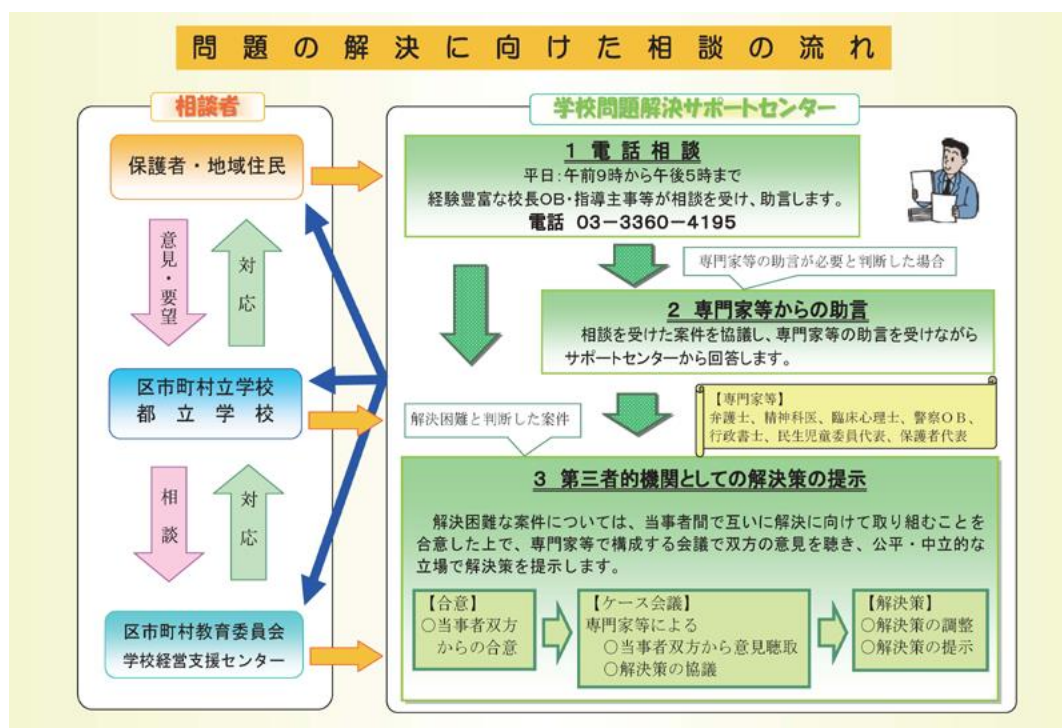 問題の解決に向けた相談の流れ
相談者
保護者・地域住民
意見・要望
対応
区市町村立学校
都立学校
相談
対応
区市町村教育委員会
学校経営支援センター
学校問題解決サポートセンター
1 電話相談
平日:午前9時から午後5時まで
経験豊富な校長OB・指導主事等が相談を受け、助言します。
電話 03-3360-4195
専門家等の助言が必要と判断した場合
2 専門家等からの助言
相談を受けた案件を協議し、専門家等の助言を受けながら
サポートセンターから回答します。
【専門家等】
弁護士、精神科医、臨床心理士、警察OB、
行政書士、民生児童委員代表、保護者代表
解決困難と判断した案件
3 第三者的機関としての解決策の提示
解決困難な案件については、当事者間で互いに解決に向けて取り組むことを
合意した上で、専門家等で構成する会議で双方の意見を聴き、公平・中立的な
立場で解決策を提示します。
【合意】
○当事者双方
からの合意
【ケース会議】
専門家等による
○当事者双方から意見聴取
○解決策の協議
【解決策】
○解決策の調整
○解決策の提示